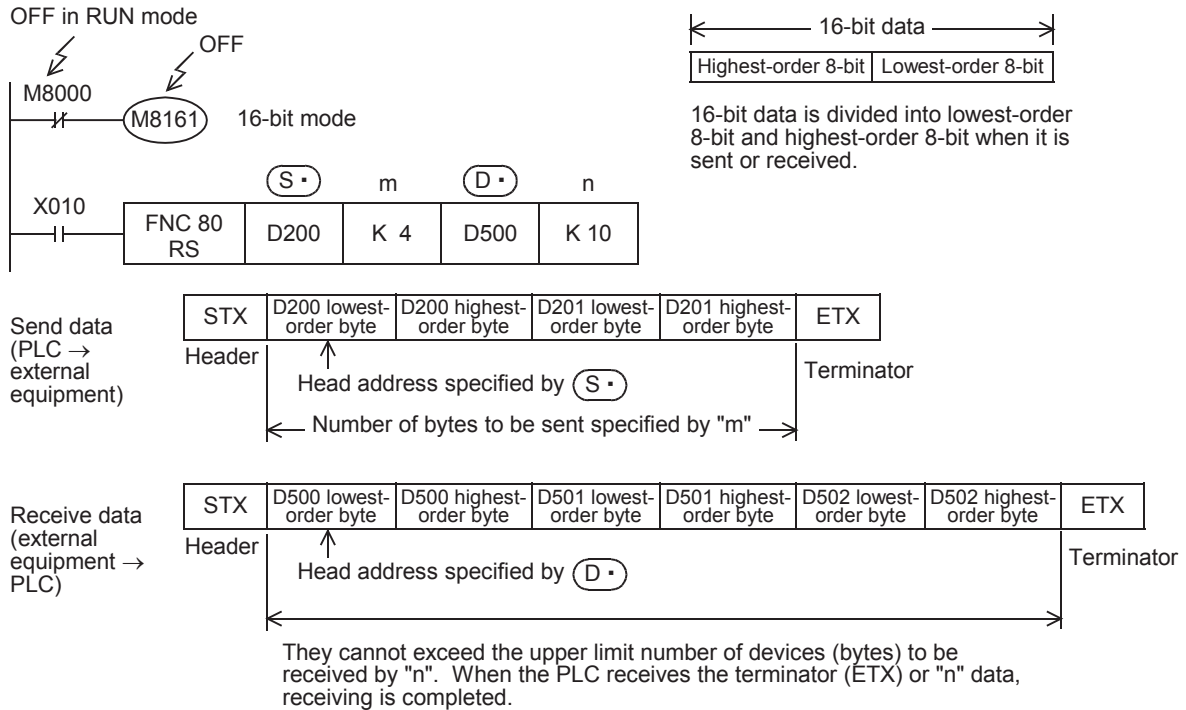 OFF in RUN mode
OFF
M8000
M8161
16-bit mode
S·
m
D·
n
X010
FNC 80
RS
D200
K 4
D500
K 10
16-bit data
Highest-order 8-bit
Lowest-order 8-bit
16-bit data is divided into lowest-order
8-bit and highest-order 8-bit when it is
sent or received.
Send data
(PLC →
external
equipment)
STX
D200 lowest-
order byte
D200 highest-
order byte
D201 lowest-
order byte
D201 highest-
order byte
ETX
Header
Head address specified by S·
Terminator
Number of bytes to be sent specified by "m"
Receive data
(external
equipment →
PLC)
STX
D500 lowest-
order byte
D500 highest-
order byte
D501 lowest-
order byte
D501 highest-
order byte
D502 lowest-
order byte
D502 highest-
order byte
ETX
Header
Head address specified by D·
Terminator
They cannot exceed the upper limit number of devices (bytes) to be
received by "n". When the PLC receives the terminator (ETX) or "n" data,
receiving is completed.